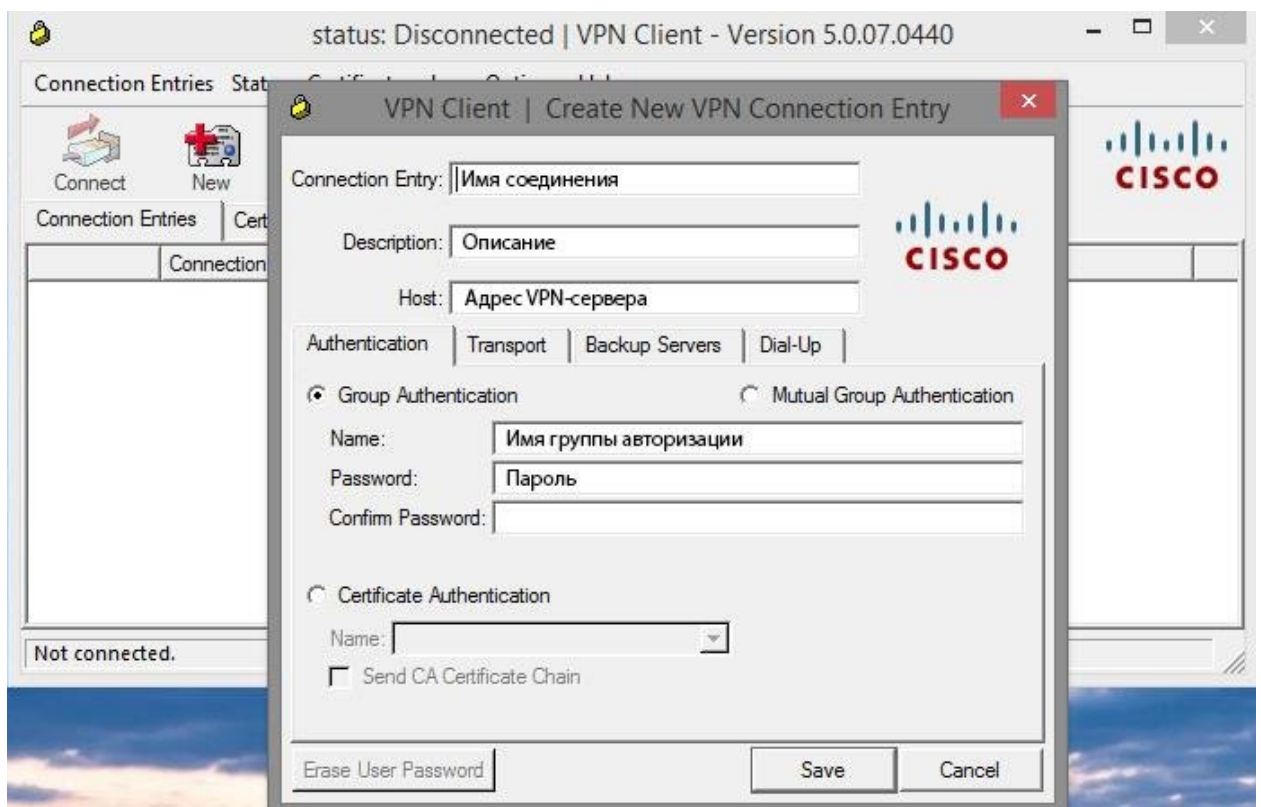 status: Disconnected | VPN Client - Version 5.0.07.0440
Connection Entries
VPN Client | Create New VPN Connection Entry
Connect New
CISCO
Connection Entries
Connection
Connection Entry: Имя соединения
Description: Описание
CISCO
Host: Адрес VPN-сервера
Authentication Transport Backup Servers Dial-Up
Group Authentication Mutual Group Authentication
Name: Имя группы авторизации
Password: Пароль
Confirm Password:
Certificate Authentication
Name:
Send CA Certificate Chain
Not connected.
Erase User Password Save Cancel